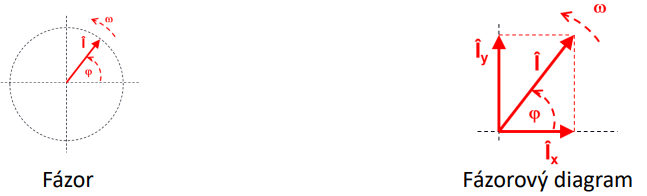 ω
Î
φ
Fázor
ω
Îy
Î
φ
Îx
Fázorový diagram